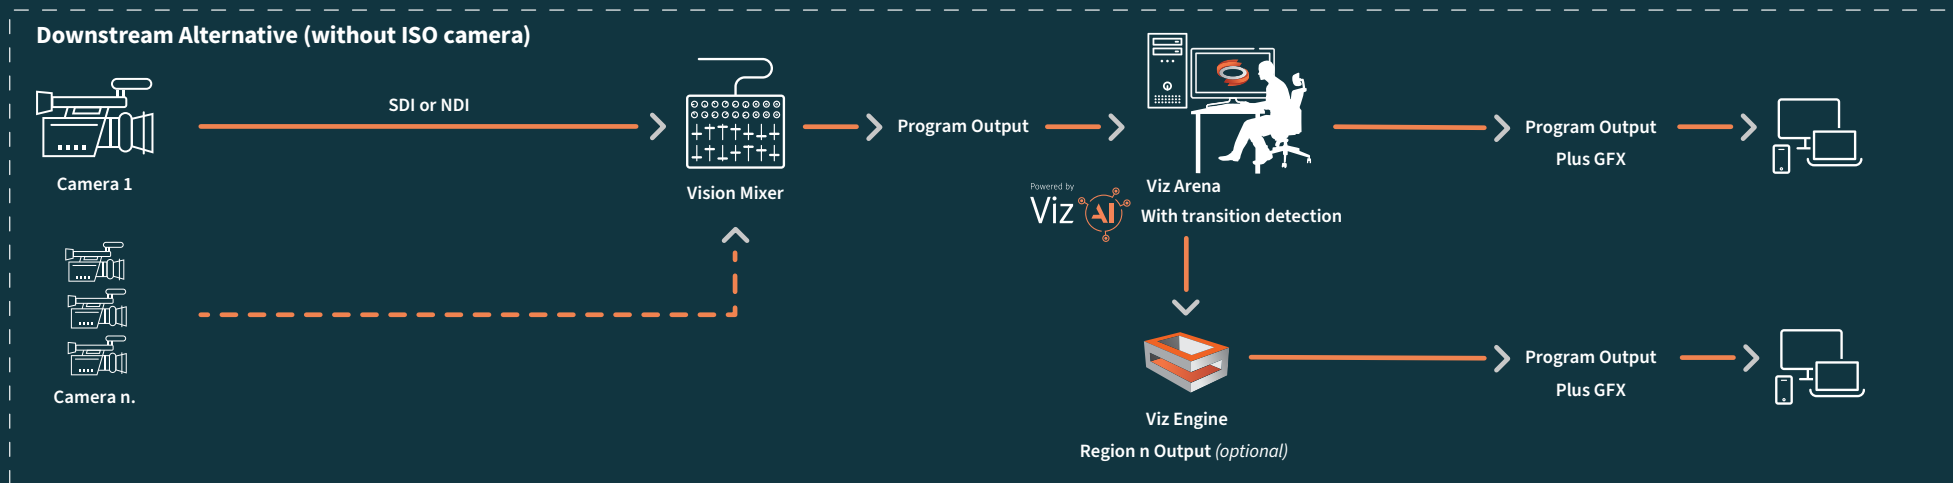 Downstream Alternative (without ISO camera)
SDI or NDI
Camera 1
Vision Mixer
Program Output
Powered by
Viz AI
Viz Arena
With transition detection
Program Output
Plus GFX
Camera n.
Viz Engine
Region n Output (optional)
Program Output
Plus GFX